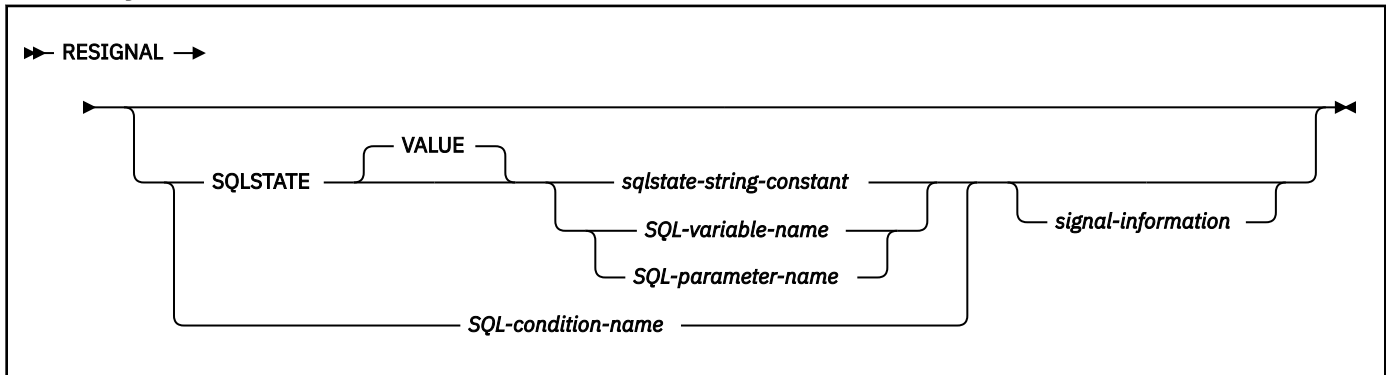 RESIGNAL
VALUE
SQLSTATE sqlstate-string-constant
signal-information
SQL-variable-name
SQL-parameter-name
SQL-condition-name